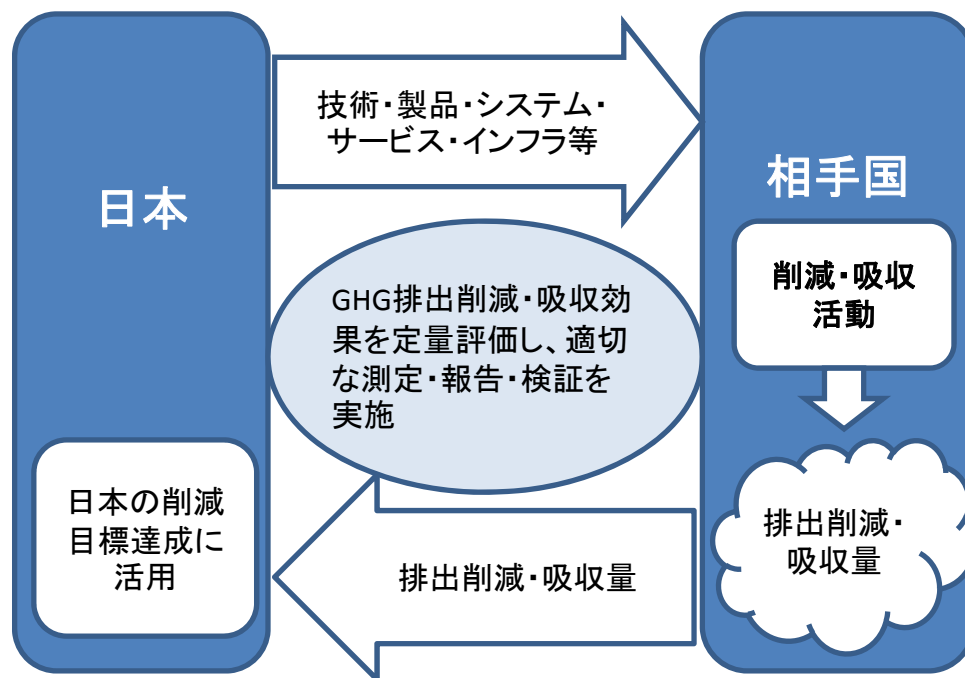 日本
技術・製品・システム・
サービス・インフラ等
相手国
削減・吸収
活動
GHG排出削減・吸収効
果を定量評価し、適切
な測定・報告・検証を
実施
日本の削減
目標達成に
活用
排出削減・吸収量
排出削減・
吸収量